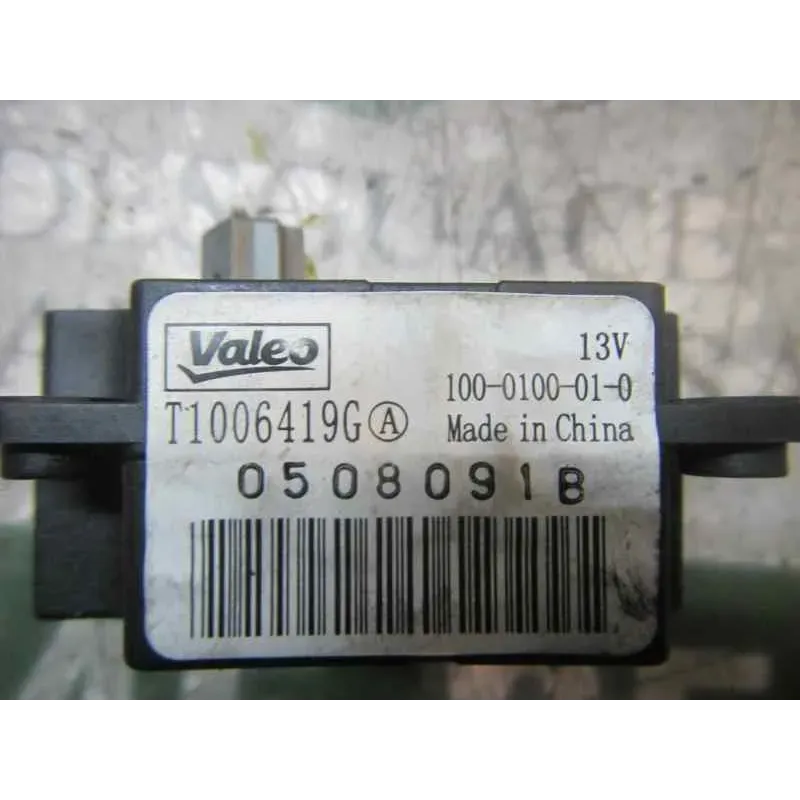 Valeo
13V
100-0100-01-0
T1006419G Ⓐ
Made in China
0508091B